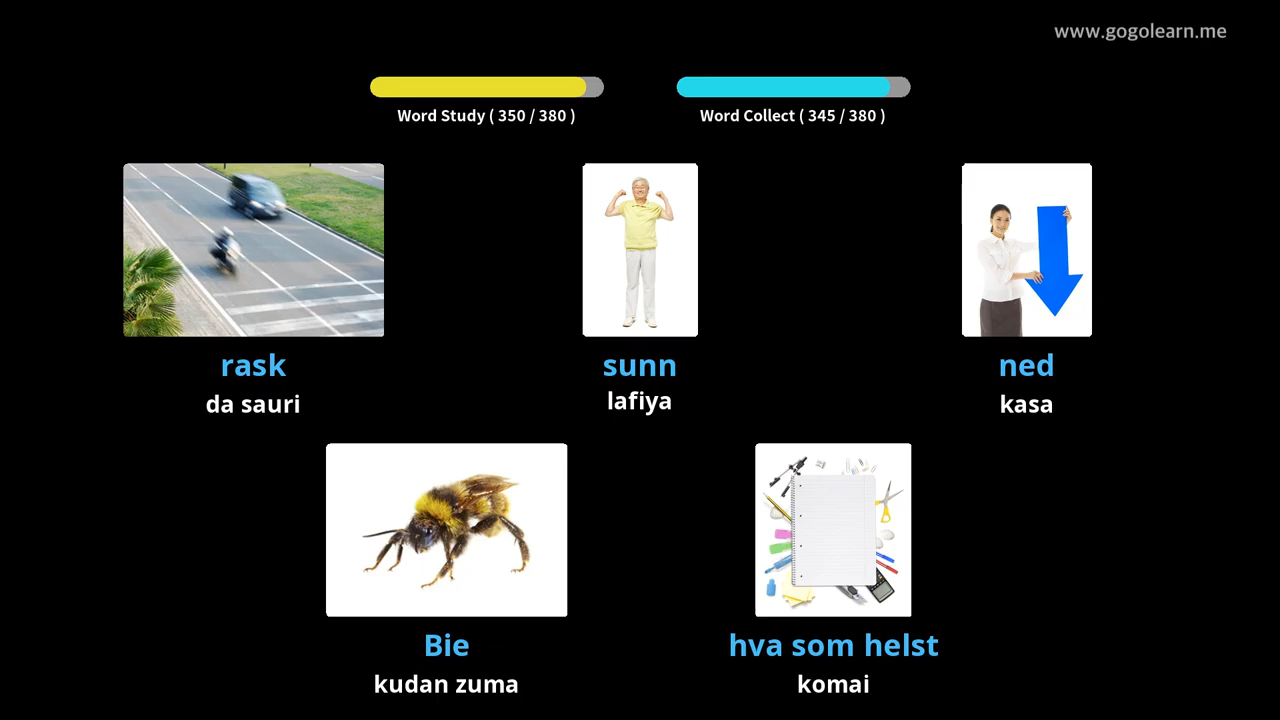 www.gogolearn.me
Word Study ( 350 / 380 )
Word Collect ( 345 / 380 )
rask
da sauri
sunn
lafiya
ned
kasa
Bie
kudan zuma
hva som helst
komai